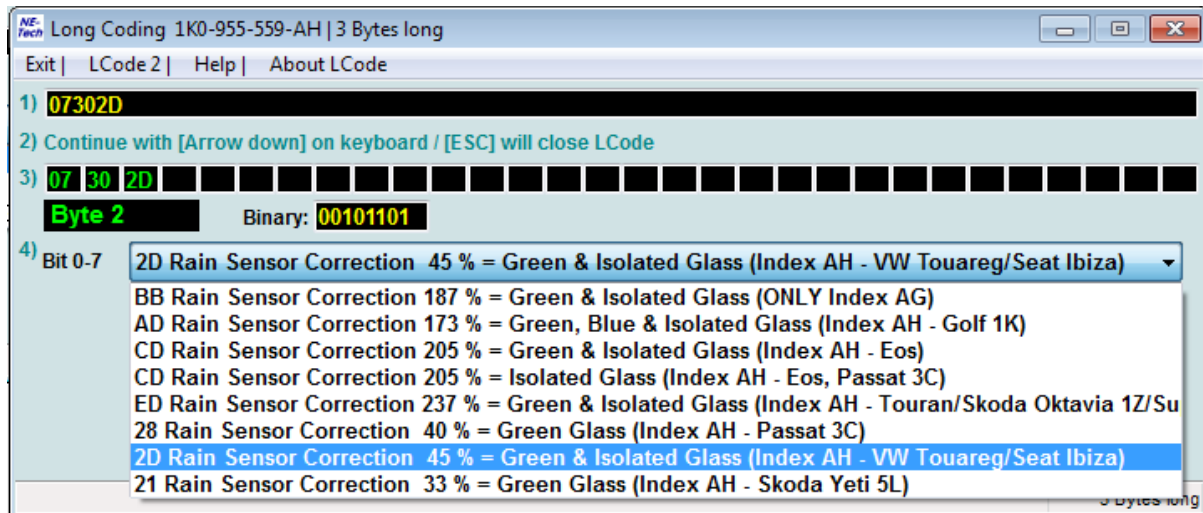 NE-Tech Long Coding 1K0-955-559-AH | 3 Bytes long
Exit | LCode 2 | Help | About LCode
1) 07302D
2) Continue with [Arrow down] on keyboard / [ESC] will close LCode
3) 07 30 2D
Byte 2 Binary: 00101101
4) Bit 0-7 2D Rain Sensor Correction 45 % = Green & Isolated Glass (Index AH - VW Touareg/Seat Ibiza)
BB Rain Sensor Correction 187 % = Green & Isolated Glass (ONLY Index AG)
AD Rain Sensor Correction 173 % = Green, Blue & Isolated Glass (Index AH - Golf 1K)
CD Rain Sensor Correction 205 % = Green & Isolated Glass (Index AH - Eos)
CD Rain Sensor Correction 205 % = Isolated Glass (Index AH - Eos, Passat 3C)
ED Rain Sensor Correction 237 % = Green & Isolated Glass (Index AH - Touran/Skoda Oktavia 1Z/Su
28 Rain Sensor Correction 40 % = Green Glass (Index AH - Passat 3C)
2D Rain Sensor Correction 45 % = Green & Isolated Glass (Index AH - VW Touareg/Seat Ibiza)
21 Rain Sensor Correction 33 % = Green Glass (Index AH - Skoda Yeti 5L)
3 Bytes long